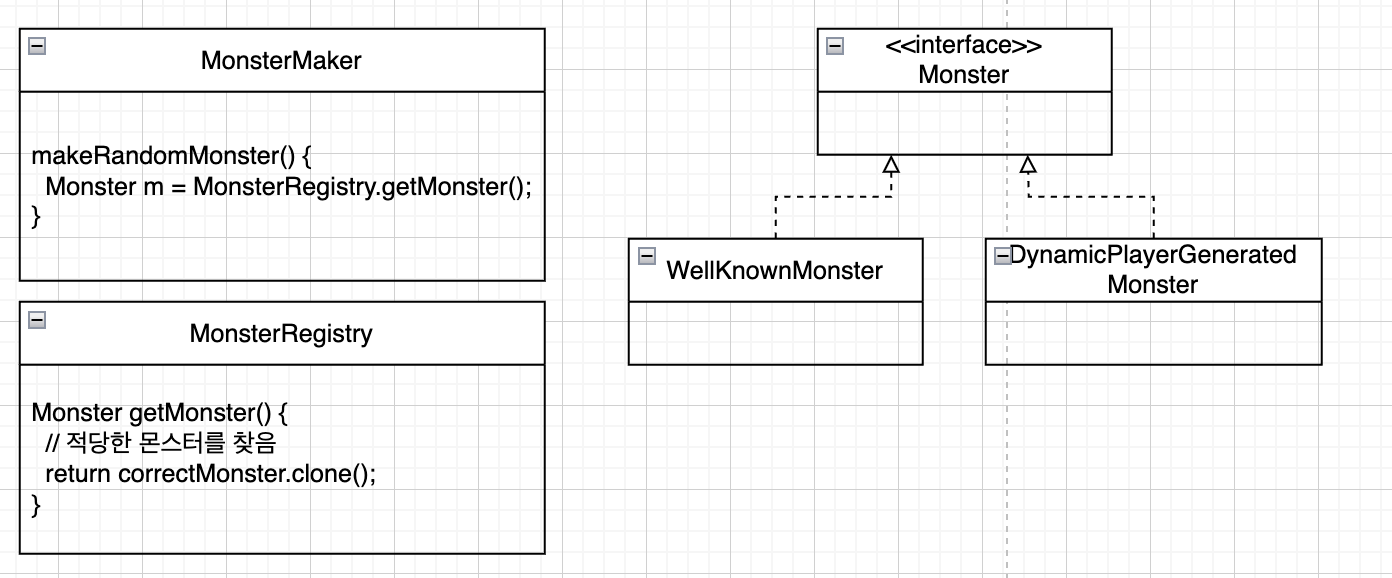 MonsterMaker
makeRandomMonster() {
Monster m = MonsterRegistry.getMonster();
}
MonsterRegistry
Monster getMonster() {
// 적당한 몬스터를 찾음
return correctMonster.clone();
}
<<interface>>
Monster
WellKnownMonster
DynamicPlayerGenerated
Monster